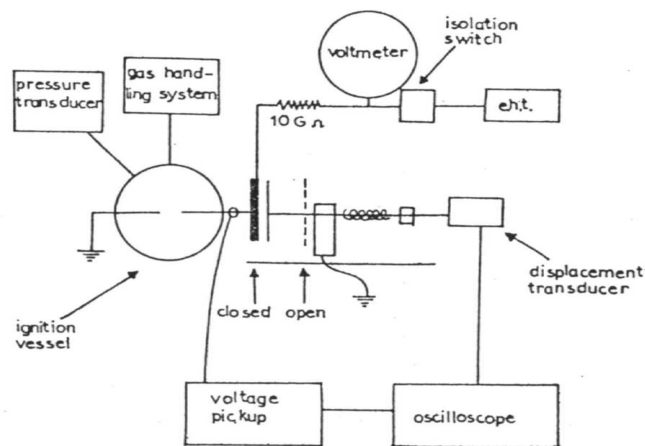 isolation
switch
voltmeter
gas hand-
ling system
pressure
transducer
e.h.t.
10 G Ω
displacement
transducer
closed
open
ignition
vessel
voltage
pickup
oscilloscope